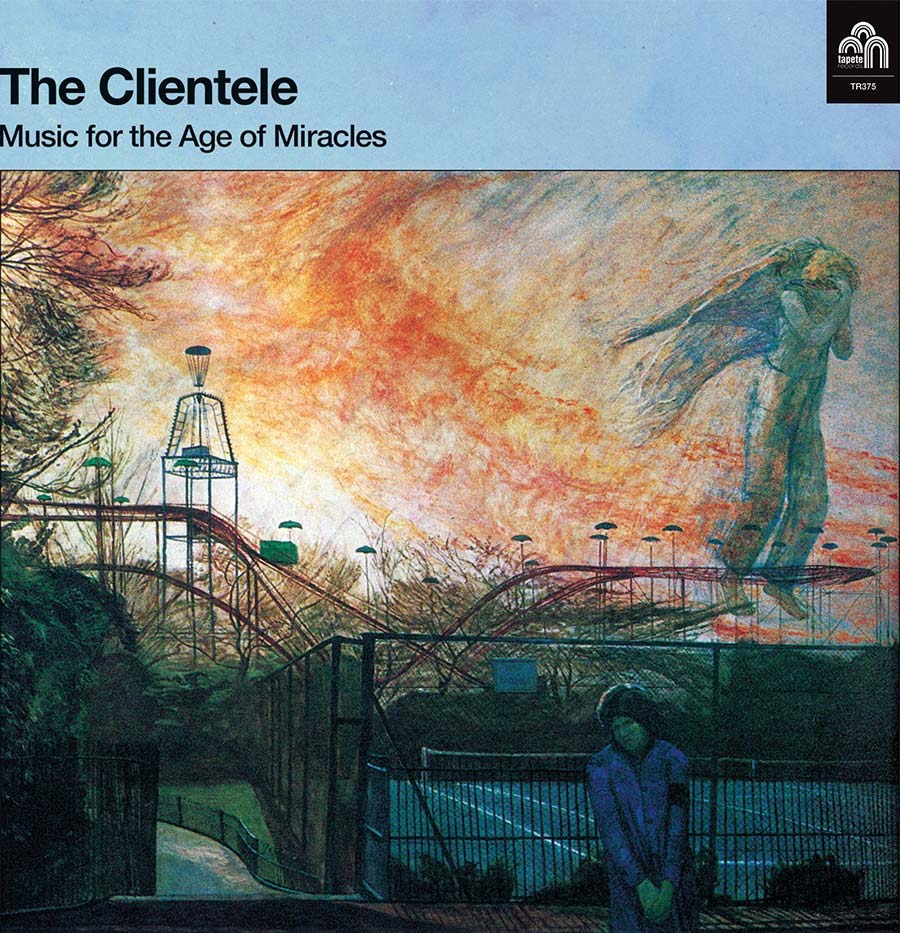 The Clientele
Music for the Age of Miracles
tapete
records
TR375